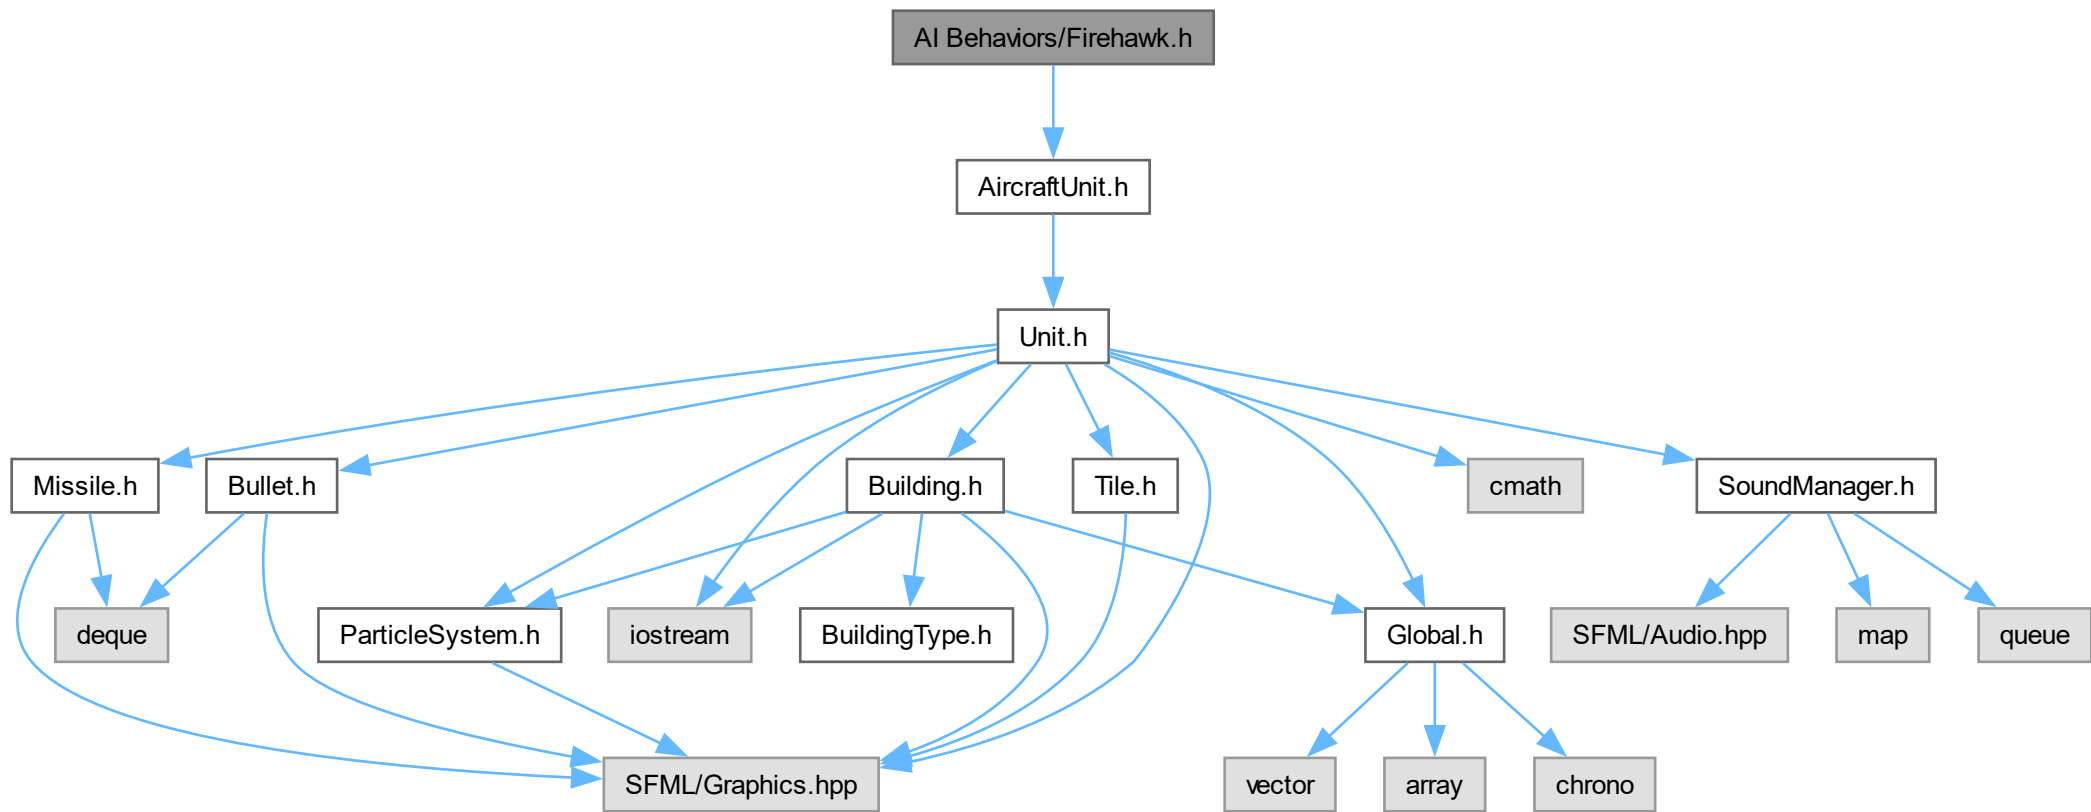 AI Behaviors/Firehawk.h
AircraftUnit.h
Unit.h
Missile.h
Bullet.h
Building.h
Tile.h
cmath
SoundManager.h
deque
ParticleSystem.h
iostream
BuildingType.h
Global.h
SFML/Audio.hpp
map
queue
SFML/Graphics.hpp
vector
array
chrono